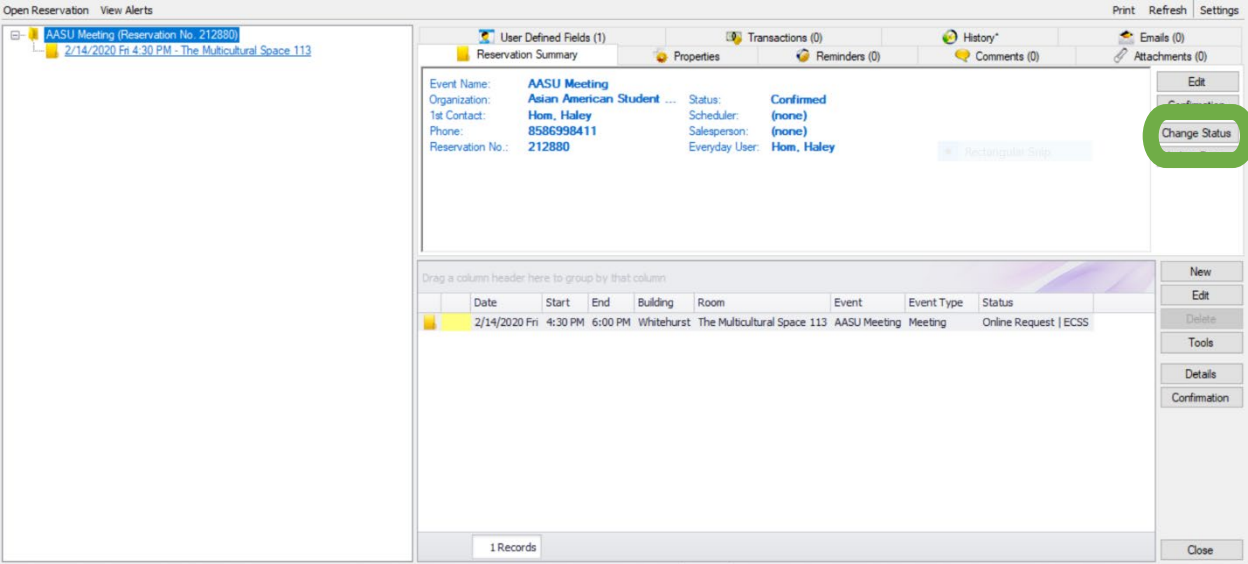 Open Reservation View Alerts Print Refresh Settings
AASU Meeting (Reservation No. 212880)
2/14/2020 Fri 4:30 PM - The Multicultural Space 113
User Defined Fields (1) Transactions (0) History* Emails (0)
Reservation Summary Properties Reminders (0) Comments (0) Attachments (0)
Event Name: AASU Meeting
Organization: Asian American Student ... Status: Confirmed
1st Contact: Hom, Haley Scheduler: (none)
Phone: 8586998411 Salesperson: (none)
Reservation No.: 212880 Everyday User: Hom, Haley
Rectangular Snip
Edit
Confirmation
Change Status
Drag a column header here to group by that column
Date Start End Building Room Event Event Type Status
2/14/2020 Fri 4:30 PM 6:00 PM Whitehurst The Multicultural Space 113 AASU Meeting Meeting Online Request | ECSS
New
Edit
Delete
Tools
Details
Confirmation
1 Records
Close